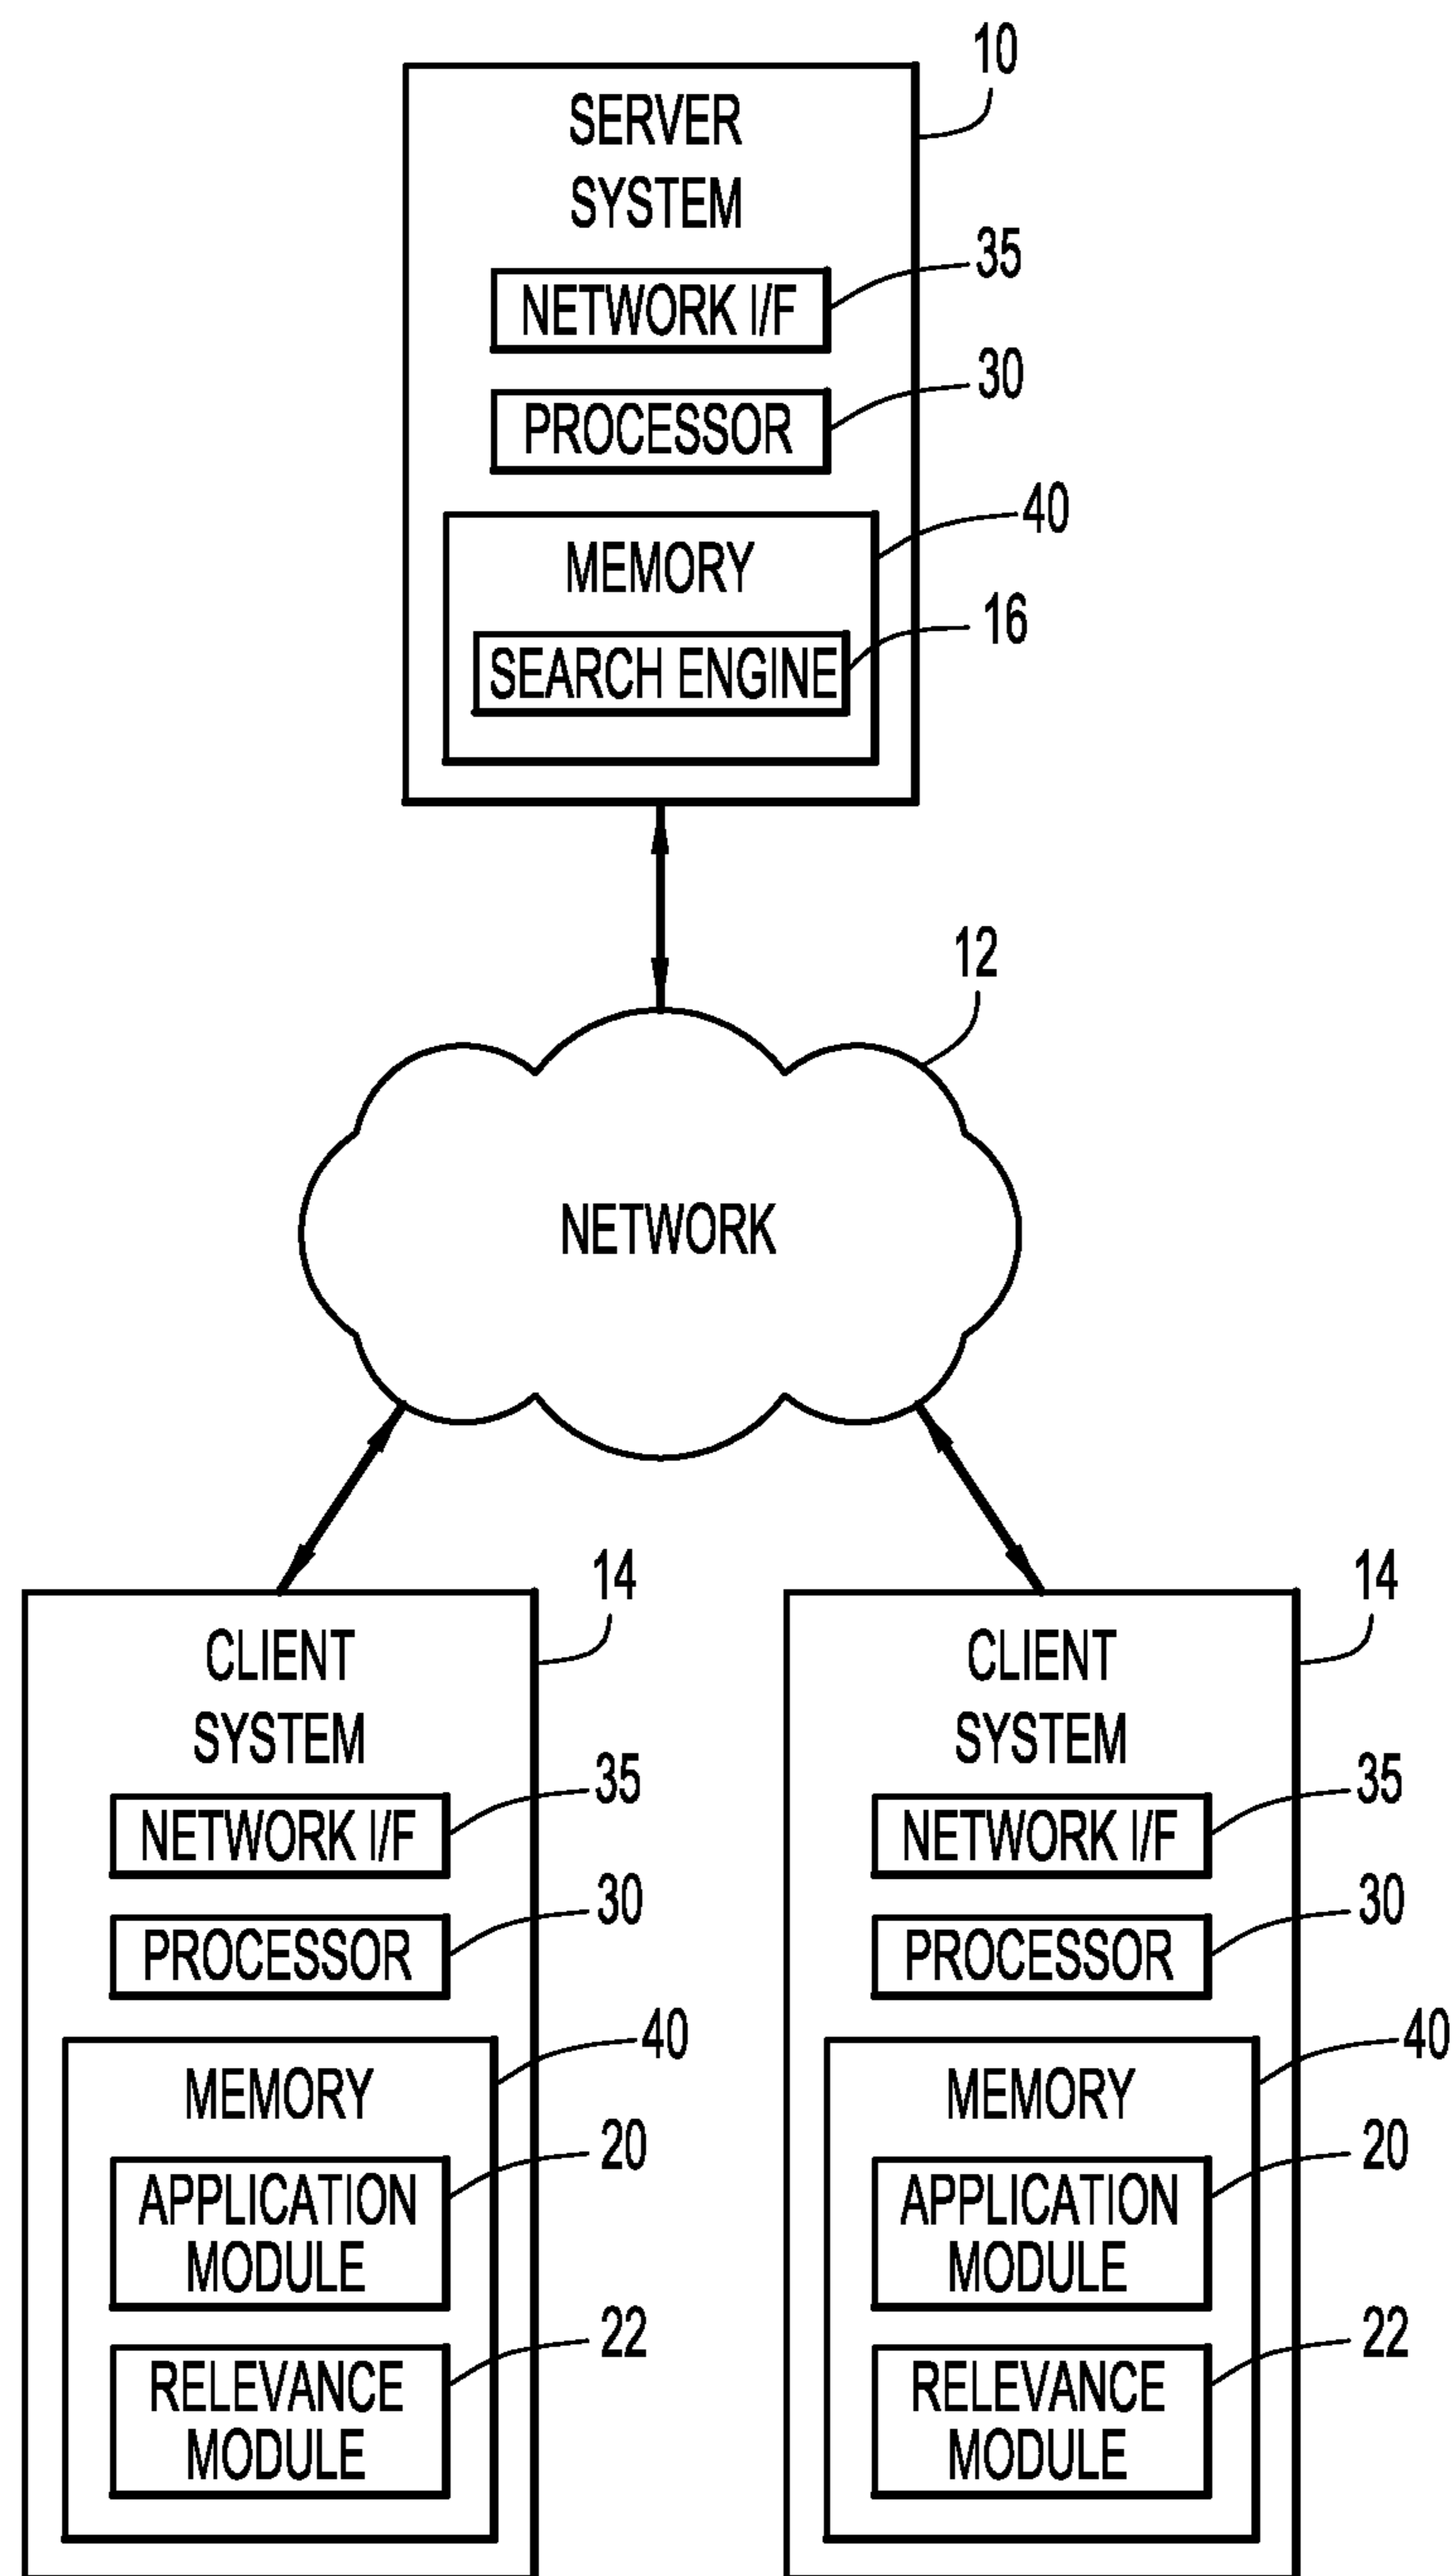 10
SERVER
SYSTEM
35
NETWORK I/F
30
PROCESSOR
40
MEMORY
16
SEARCH ENGINE
12
NETWORK
14
CLIENT
SYSTEM
35
NETWORK I/F
30
PROCESSOR
40
MEMORY
20
APPLICATION
MODULE
22
RELEVANCE
MODULE
14
CLIENT
SYSTEM
35
NETWORK I/F
30
PROCESSOR
40
MEMORY
20
APPLICATION
MODULE
22
RELEVANCE
MODULE